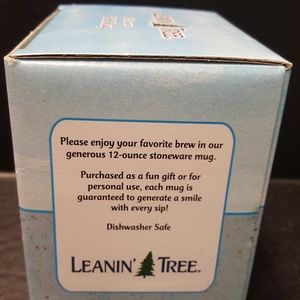 Please enjoy your favorite brew in our
generous 12-ounce stoneware mug.
Purchased as a fun gift or for
personal use, each mug is
guaranteed to generate a smile
with every sip!
Dishwasher Safe
LEANIN' TREE®